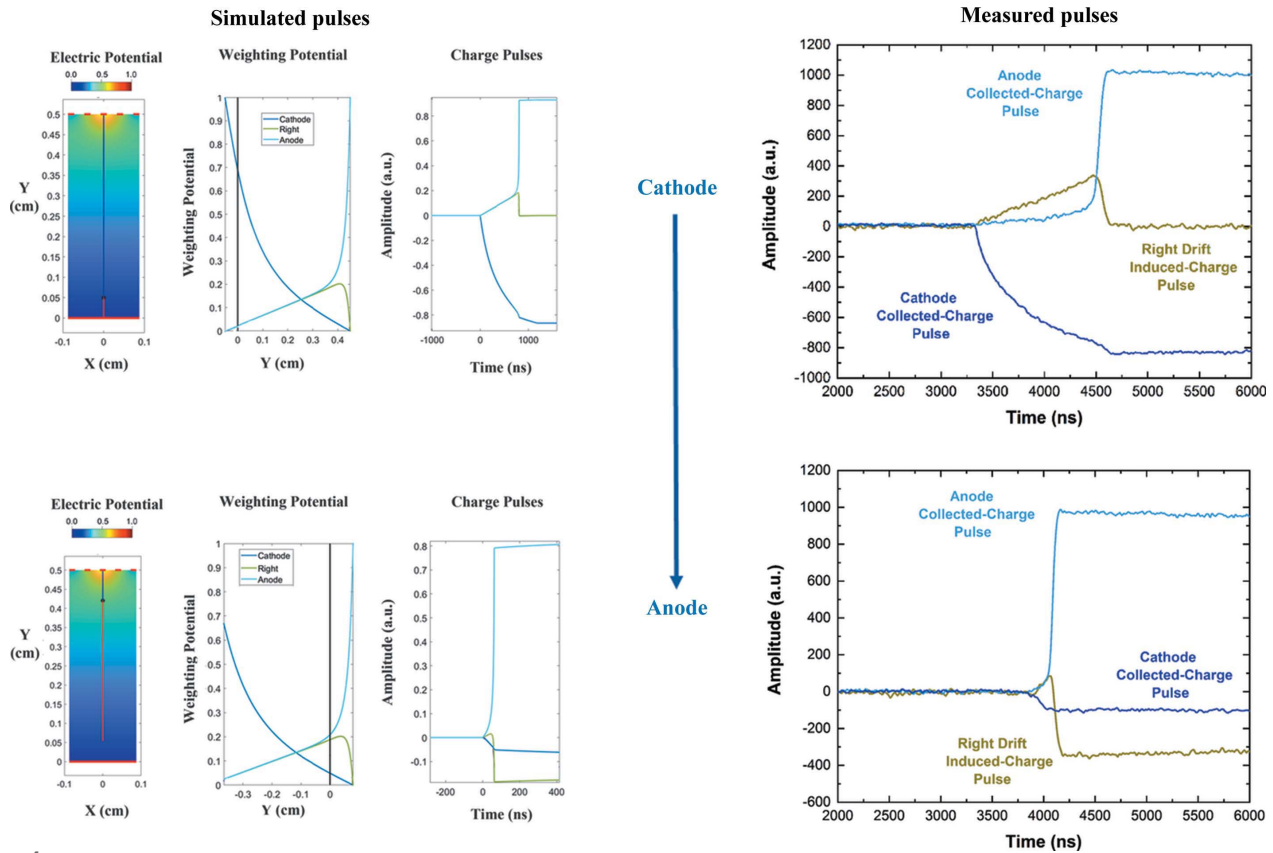 Simulated pulses
Measured pulses
Electric Potential
0.0 0.5 1.0
Y
(cm)
0.5
0.45
0.4
0.35
0.3
0.25
0.2
0.15
0.1
0.05
0
-0.1 0 0.1
X (cm)
Weighting Potential
Weighting Potential
1
0.9
0.8
0.7
0.6
0.5
0.4
0.3
0.2
0.1
0
0 0.1 0.2 0.3 0.4
Y (cm)
Cathode
Right
Anode
Charge Pulses
Amplitude (a.u.)
0.8
0.6
0.4
0.2
0
-0.2
-0.4
-0.6
-0.8
-1000 0 1000
Time (ns)
Cathode
Anode
Amplitude (a.u.)
1200
1000
800
600
400
200
0
-200
-400
-600
-800
-1000
2000 2500 3000 3500 4000 4500 5000 5500 6000
Time (ns)
Anode
Collected-Charge
Pulse
Right Drift
Induced-Charge
Pulse
Cathode
Collected-Charge
Pulse
Electric Potential
0.0 0.5 1.0
Y
(cm)
0.5
0.45
0.4
0.35
0.3
0.25
0.2
0.15
0.1
0.05
0
-0.1 0 0.1
X (cm)
Weighting Potential
Weighting Potential
1
0.9
0.8
0.7
0.6
0.5
0.4
0.3
0.2
0.1
0
-0.3 -0.2 -0.1 0
Y (cm)
Cathode
Right
Anode
Charge Pulses
Amplitude (a.u.)
0.8
0.7
0.6
0.5
0.4
0.3
0.2
0.1
0
-0.1
-200 0 200 400
Time (ns)
Amplitude (a.u.)
1200
1000
800
600
400
200
0
-200
-400
-600
2000 2500 3000 3500 4000 4500 5000 5500 6000
Time (ns)
Anode
Collected-Charge
Pulse
Cathode
Collected-Charge
Pulse
Right Drift
Induced-Charge
Pulse